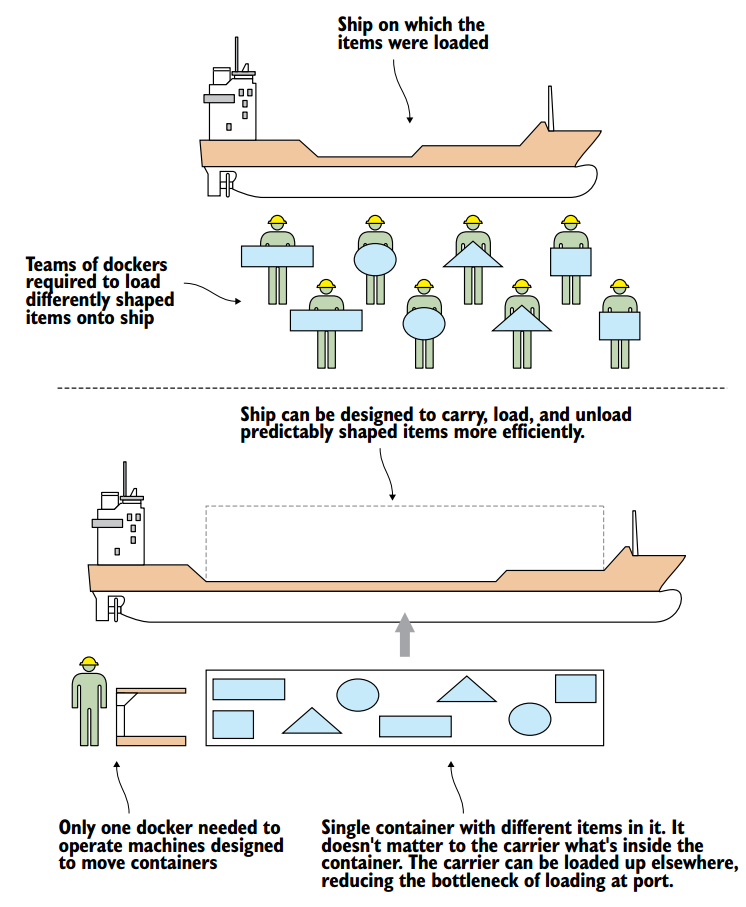 Ship on which the
items were loaded
Teams of dockers
required to load
differently shaped
items onto ship
Ship can be designed to carry, load, and unload
predictably shaped items more efficiently.
Only one docker needed to
operate machines designed
to move containers
Single container with different items in it. It
doesn't matter to the carrier what's inside the
container. The carrier can be loaded up elsewhere,
reducing the bottleneck of loading at port.